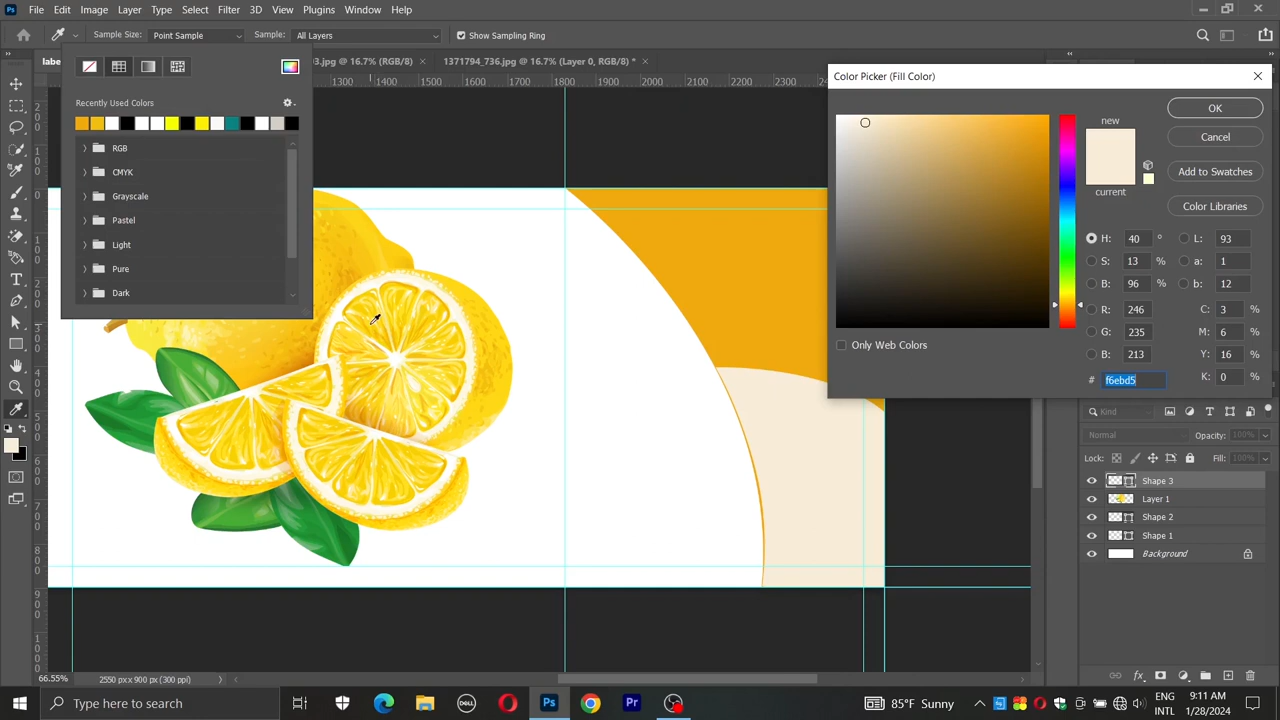 Ps File Edit Image Layer Type Select Filter 3D View Plugins Window Help
Sample Size: Point Sample Sample: All Layers Show Sampling Ring
labe 3.jpg @ 16.7% (RGB/8) × 1371794_736.jpg @ 16.7% (Layer 0, RGB/8) * ×
1300 1400 1500 1600 1700 1800 1900 2000 2100 2200 2300
Recently Used Colors
RGB
CMYK
Grayscale
Pastel
Light
Pure
Dark
Color Picker (Fill Color)
new
current
OK
Cancel
Add to Swatches
Color Libraries
H: 40 ° L: 93
S: 13 % a: 1
B: 96 % b: 12
R: 246 C: 3 %
G: 235 M: 6 %
B: 213 Y: 16 %
# f6ebd5 K: 0 %
Only Web Colors
Kind
Normal Opacity: 100%
Lock: Fill: 100%
Shape 3
Layer 1
Shape 2
Shape 1
Background
66.55% 2550 px x 900 px (300 ppi)
Type here to search
DELL
Ps
Pr
85°F Sunny
ENG
INTL
9:11 AM
1/28/2024